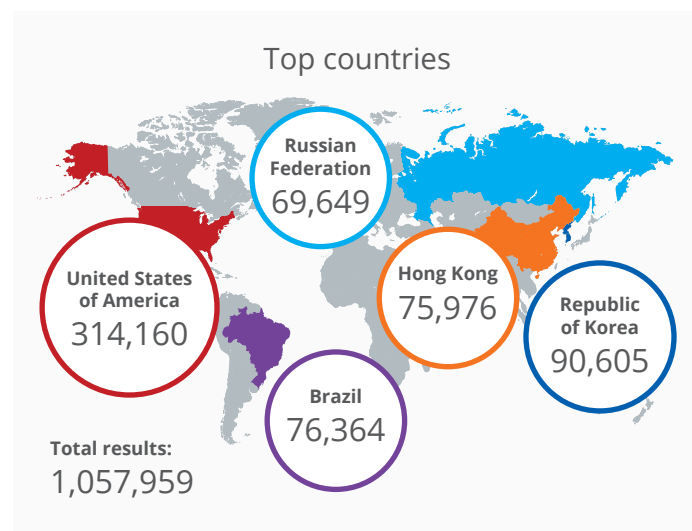 Top countries
Russian
Federation
69,649
United States
of America
314,160
Hong Kong
75,976
Republic
of Korea
90,605
Brazil
76,364
Total results:
1,057,959